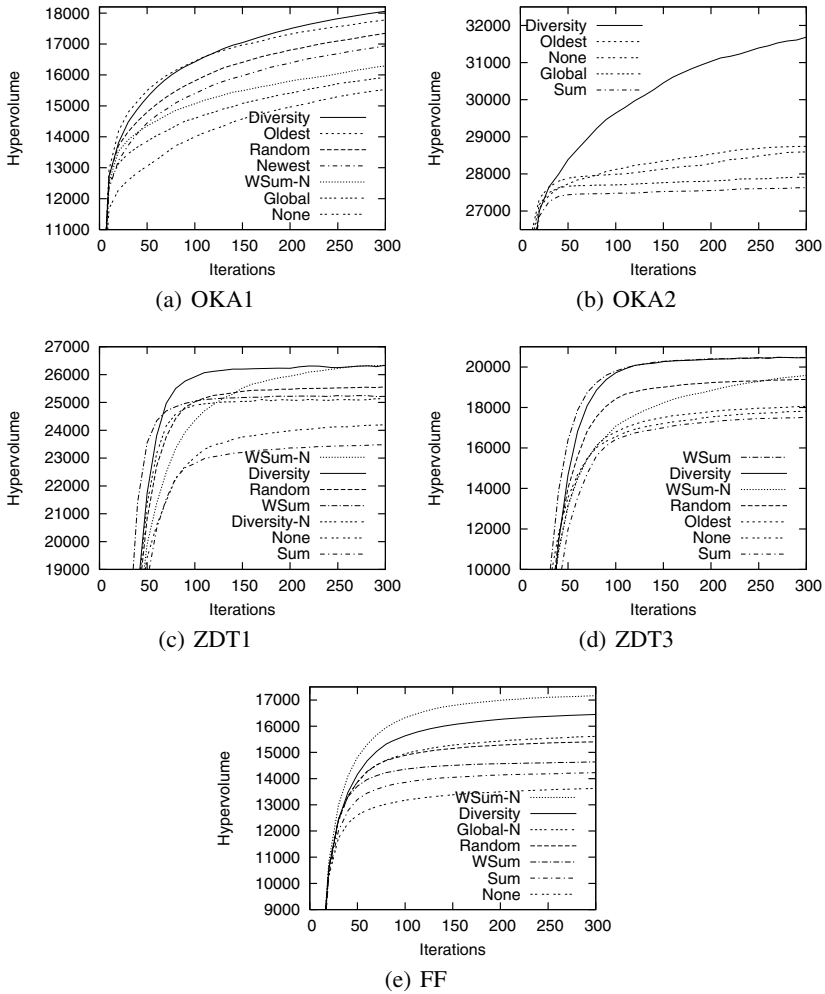 18000
17000
16000
15000
14000
13000
12000
11000
Hypervolume
0 50 100 150 200 250 300
Iterations
Diversity
Oldest
Random
Newest
WSum-N
Global
None
(a) OKA1
32000
31000
30000
29000
28000
27000
Hypervolume
0 50 100 150 200 250 300
Iterations
Diversity
Oldest
None
Global
Sum
(b) OKA2
27000
26000
25000
24000
23000
22000
21000
20000
19000
Hypervolume
0 50 100 150 200 250 300
Iterations
WSum-N
Diversity
Random
WSum
Diversity-N
None
Sum
(c) ZDT1
20000
18000
16000
14000
12000
10000
Hypervolume
0 50 100 150 200 250 300
Iterations
WSum
Diversity
WSum-N
Random
Oldest
None
Sum
(d) ZDT3
17000
16000
15000
14000
13000
12000
11000
10000
9000
Hypervolume
0 50 100 150 200 250 300
Iterations
WSum-N
Diversity
Global-N
Random
WSum
Sum
None
(e) FF